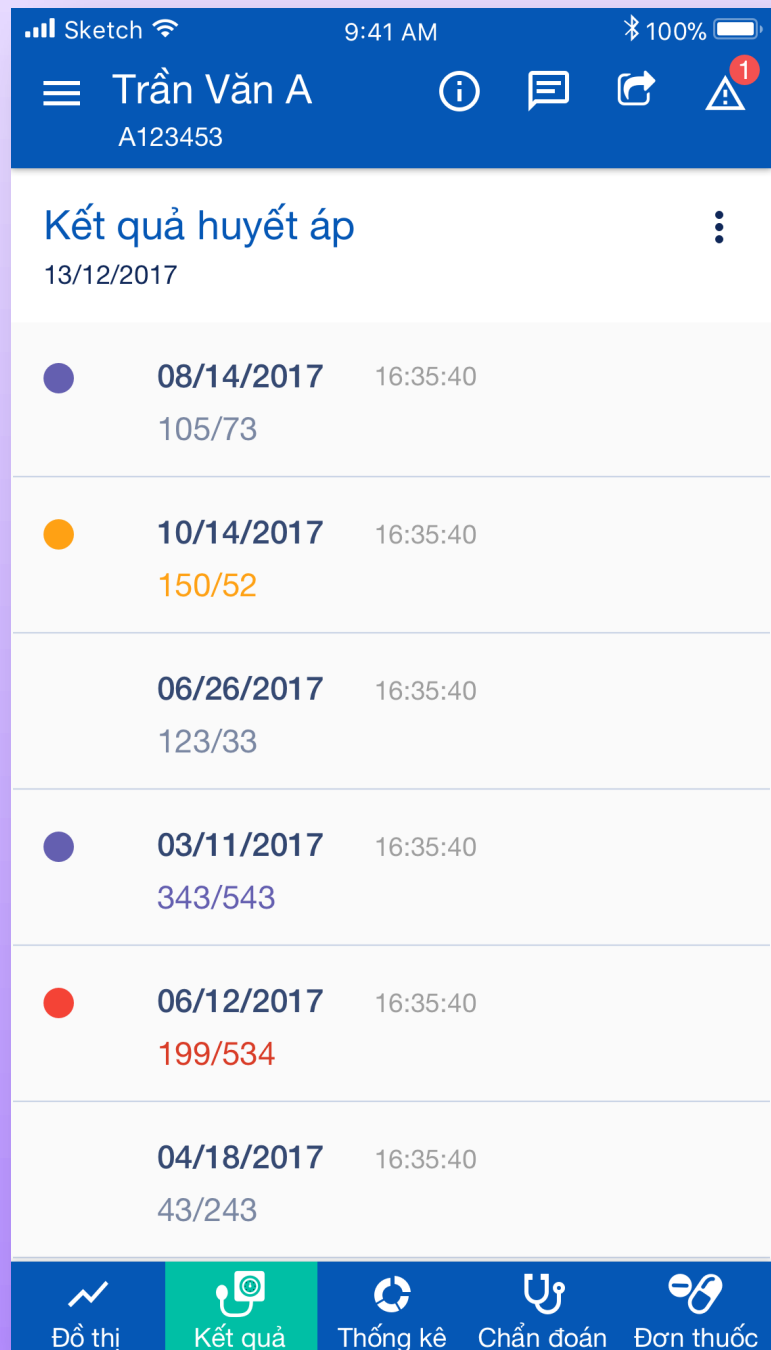 Sketch 9:41 AM 100%
Trần Văn A
1
A123453
Kết quả huyết áp
13/12/2017
08/14/2017 16:35:40
105/73
10/14/2017 16:35:40
150/52
06/26/2017 16:35:40
123/33
03/11/2017 16:35:40
343/543
06/12/2017 16:35:40
199/534
04/18/2017 16:35:40
43/243
Đồ thị Kết quả Thống kê Chẩn đoán Đơn thuốc